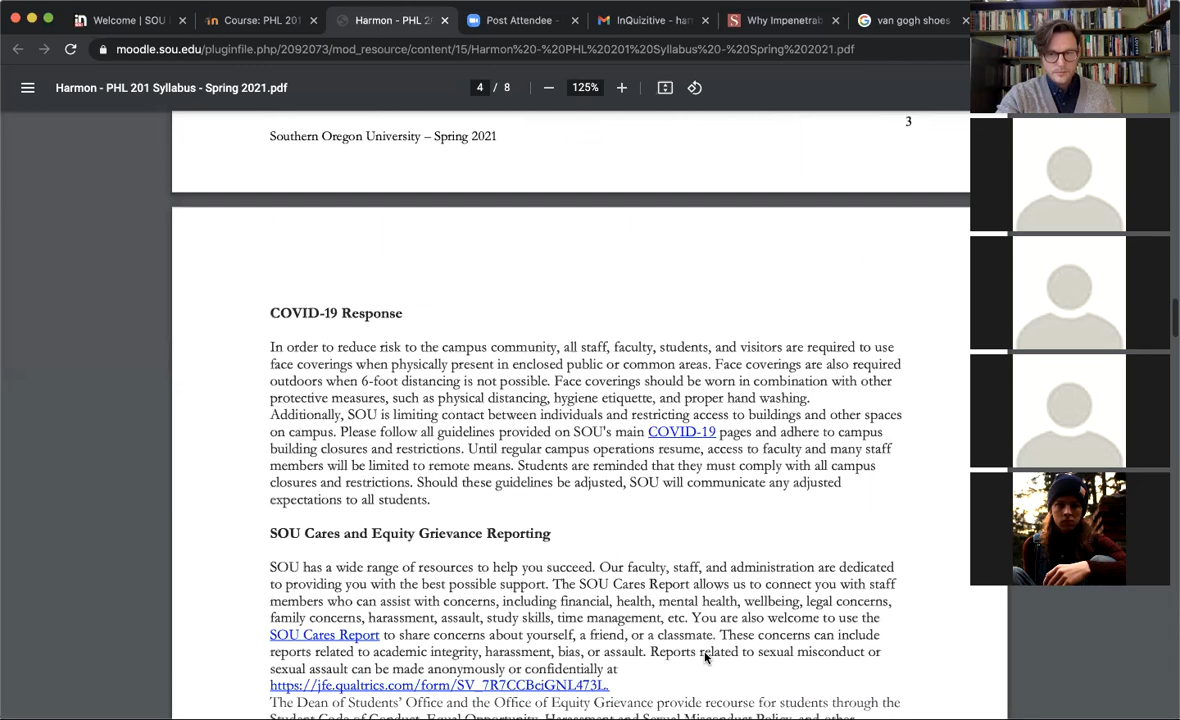 Welcome | SOU
Course: PHL 201
Harmon - PHL 2
Post Attendee -
InQuizitive - har
Why Impenetrab
van gogh shoes
moodle.sou.edu/pluginfile.php/2092073/mod_resource/content/15/Harmon%20-%20PHL%20201%20Syllabus%20-%20Spring%202021.pdf
Harmon - PHL 201 Syllabus - Spring 2021.pdf
4 / 8
125%
3
Southern Oregon University – Spring 2021
COVID-19 Response
In order to reduce risk to the campus community, all staff, faculty, students, and visitors are required to use
face coverings when physically present in enclosed public or common areas. Face coverings are also required
outdoors when 6-foot distancing is not possible. Face coverings should be worn in combination with other
protective measures, such as physical distancing, hygiene etiquette, and proper hand washing.
Additionally, SOU is limiting contact between individuals and restricting access to buildings and other spaces
on campus. Please follow all guidelines provided on SOU's main COVID-19 pages and adhere to campus
building closures and restrictions. Until regular campus operations resume, access to faculty and many staff
members will be limited to remote means. Students are reminded that they must comply with all campus
closures and restrictions. Should these guidelines be adjusted, SOU will communicate any adjusted
expectations to all students.
SOU Cares and Equity Grievance Reporting
SOU has a wide range of resources to help you succeed. Our faculty, staff, and administration are dedicated
to providing you with the best possible support. The SOU Cares Report allows us to connect you with staff
members who can assist with concerns, including financial, health, mental health, wellbeing, legal concerns,
family concerns, harassment, assault, study skills, time management, etc. You are also welcome to use the
SOU Cares Report to share concerns about yourself, a friend, or a classmate. These concerns can include
reports related to academic integrity, harassment, bias, or assault. Reports related to sexual misconduct or
sexual assault can be made anonymously or confidentially at
https://jfe.qualtrics.com/form/SV_7R7CCBciGNL473L.
The Dean of Students' Office and the Office of Equity Grievance provide recourse for students through the
Student Code of Conduct, Equal Opportunity, Harassment and Sexual Misconduct Policy, and other